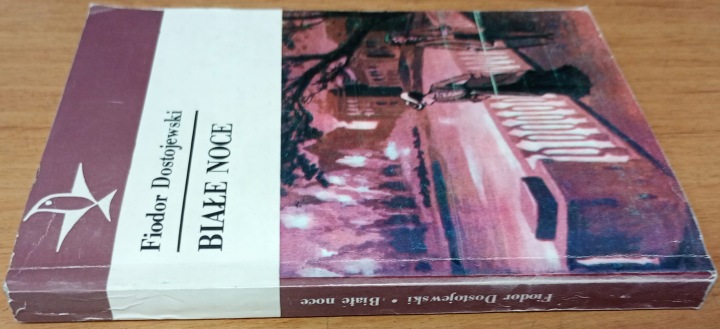 Fiodor Dostojewski
BIAŁE NOCE
Fiodor Dostojewski • Białe noce